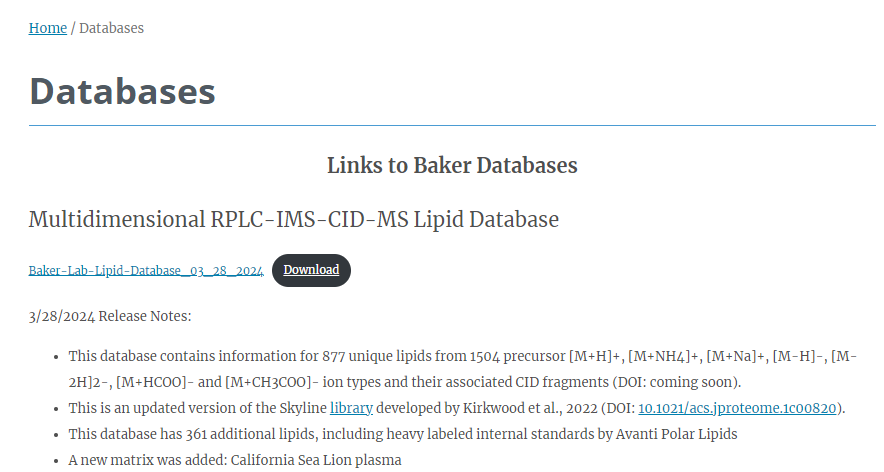 Home / Databases
Databases
Links to Baker Databases
Multidimensional RPLC-IMS-CID-MS Lipid Database
Baker-Lab-Lipid-Database_03_28_2024 Download
3/28/2024 Release Notes:
• This database contains information for 877 unique lipids from 1504 precursor [M+H]+, [M+NH4]+, [M+Na]+, [M-H]-, [M-
2H]2-, [M+HCOO]- and [M+CH3COO]- ion types and their associated CID fragments (DOI: coming soon).
• This is an updated version of the Skyline library developed by Kirkwood et al., 2022 (DOI: 10.1021/acs.jproteome.1c00820).
• This database has 361 additional lipids, including heavy labeled internal standards by Avanti Polar Lipids
• A new matrix was added: California Sea Lion plasma